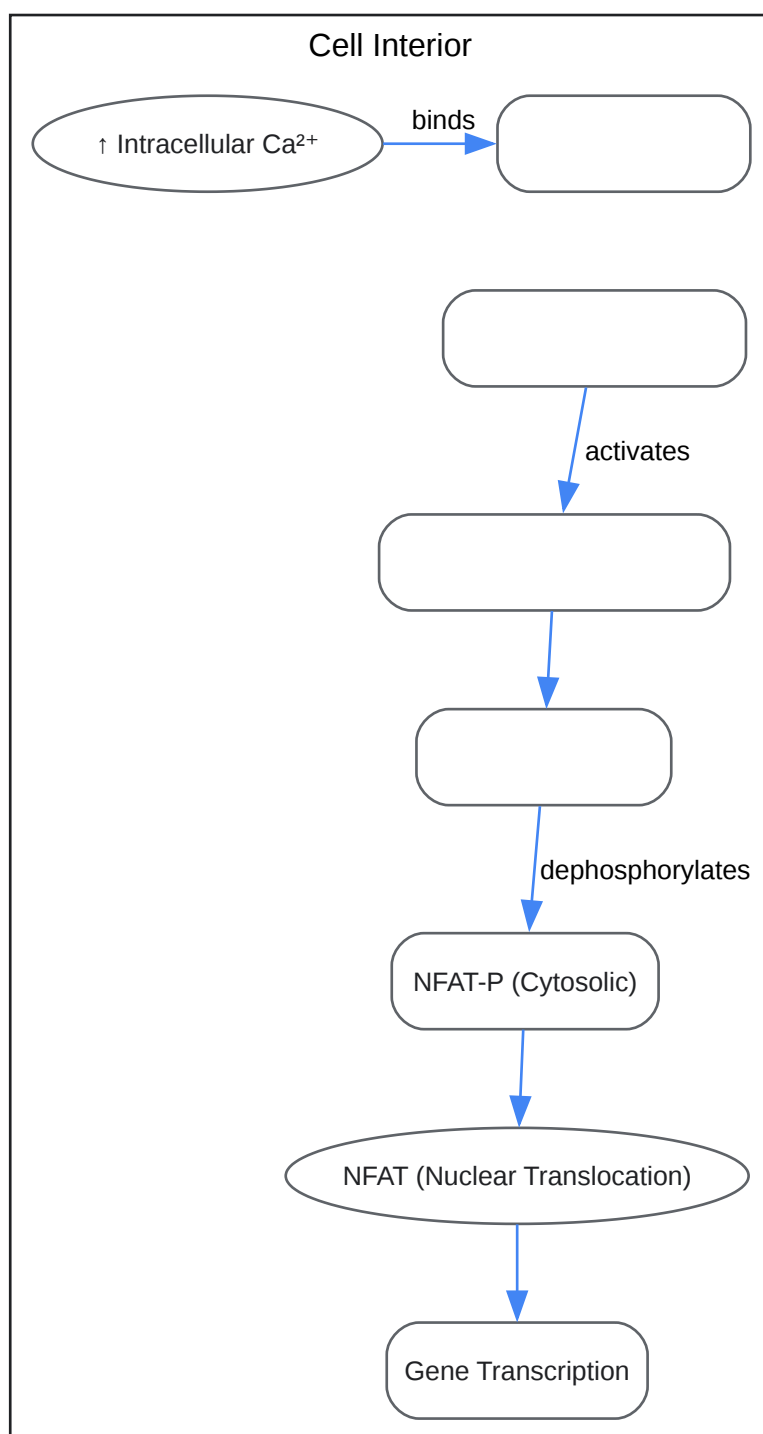 Cell Interior
↑ Intracellular Ca²⁺
binds
activates
dephosphorylates
NFAT-P (Cytosolic)
NFAT (Nuclear Translocation)
Gene Transcription